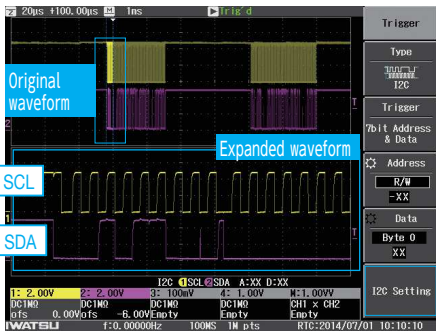 20μs +100.00μs M 1ms Trig'd
Trigger
Type
I2C
Trigger
7bit Address
& Data
Address
R/W
-XX
Data
Byte 0
XX
I2C Setting
Original
waveform
T
2
Expanded waveform
SCL
1
SDA
T
I2C 1SCL 2SDA A:XX D:XX
1: 2.00V 2: 2.00V 3: 100mV 4: 1.00V M:1.00VV
DC1MΩ DC1MΩ DC1MΩ DC1MΩ CH1 x CH2
ofs 0.00V ofs -6.00V Empty Empty Empty
IWATSU f:0.00000Hz 100MS 1M pts RTC:2014/07/01 10:10:10